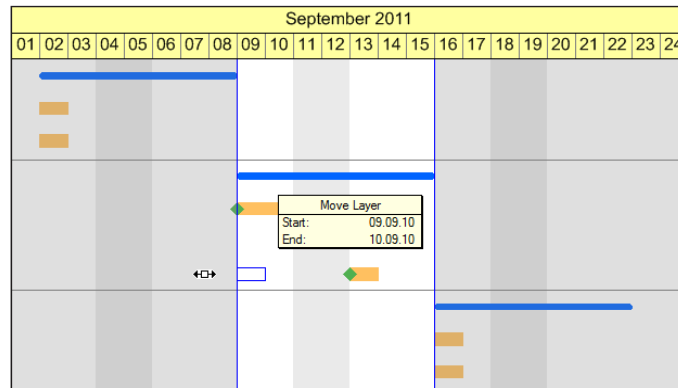 September 2011
01 02 03 04 05 06 07 08 09 10 11 12 13 14 15 16 17 18 19 20 21 22 23 24
Move Layer
Start: 09.09.10
End: 10.09.10